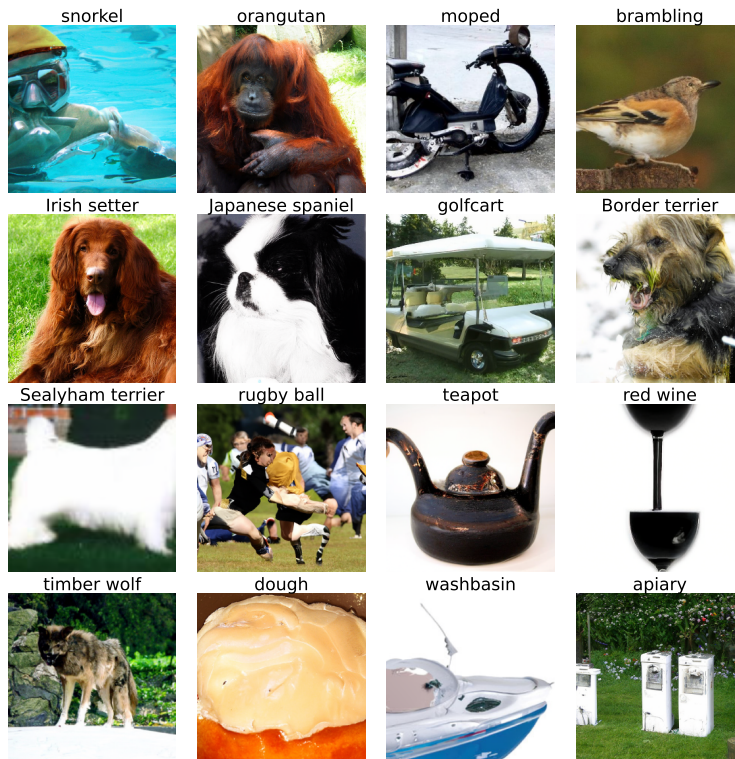 snorkel
orangutan
moped
brambling
Irish setter
Japanese spaniel
golfcart
Border terrier
Sealyham terrier
rugby ball
teapot
red wine
timber wolf
dough
washbasin
apiary